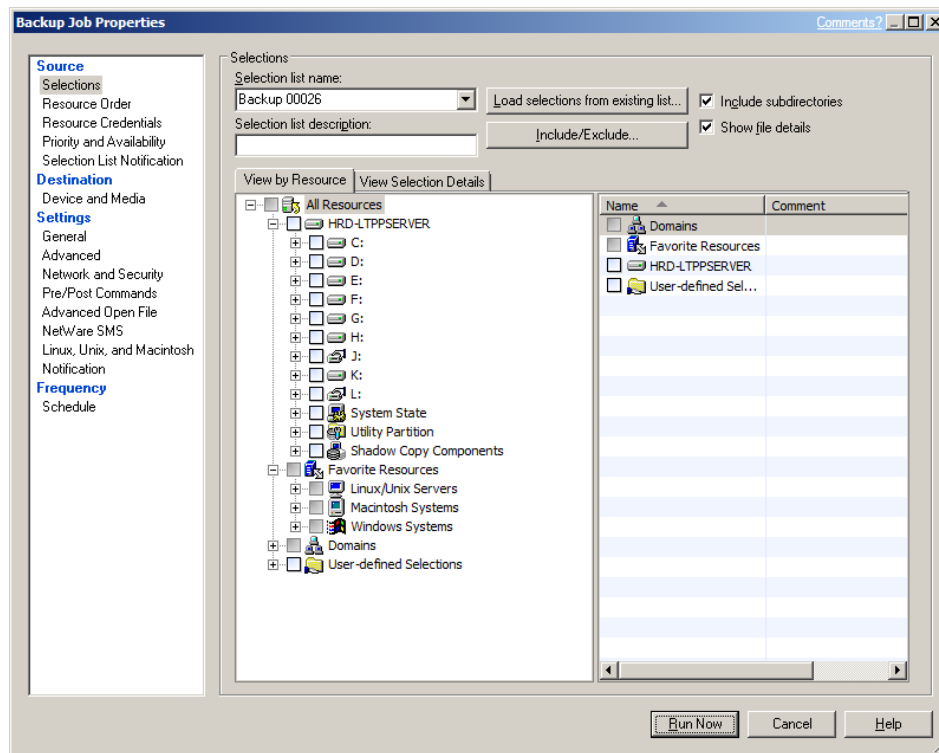 Backup Job Properties
Comments?
Source
Selections
Resource Order
Resource Credentials
Priority and Availability
Selection List Notification
Destination
Device and Media
Settings
General
Advanced
Network and Security
Pre/Post Commands
Advanced Open File
NetWare SMS
Linux, Unix, and Macintosh
Notification
Frequency
Schedule
Selections
Selection list name:
Backup 00026
Load selections from existing list...
Include subdirectories
Selection list description:
Include/Exclude...
Show file details
View by Resource
View Selection Details
All Resources
HRD-LTPPSERVER
C:
D:
E:
F:
G:
H:
J:
K:
L:
System State
Utility Partition
Shadow Copy Components
Favorite Resources
Linux/Unix Servers
Macintosh Systems
Windows Systems
Domains
User-defined Selections
Name
Comment
Domains
Favorite Resources
HRD-LTPPSERVER
User-defined Sel...
Run Now
Cancel
Help